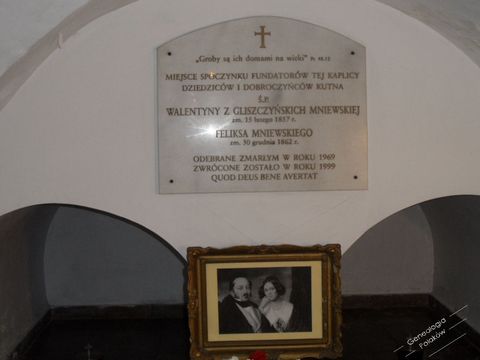 „Groby są ich domami na wieki" Ps 48,12
MIEJSCE SPOCZYNKU FUNDATORÓW TEJ KAPLICY
DZIEDZICÓW I DOBROCZYŃCÓW KUTNA
Ś.P.
WALENTYNY Z GLISZCZYŃSKICH MNIEWSKIEJ
zm. 15 lutego 1857 r.
FELIKSA MNIEWSKIEGO
zm. 30 grudnia 1862 r.
ODEBRANE ZMARŁYM W ROKU 1969
ZWRÓCONE ZOSTAŁO W ROKU 1999
QUOD DEUS BENE AVERTAT
Genealogia
Polaków